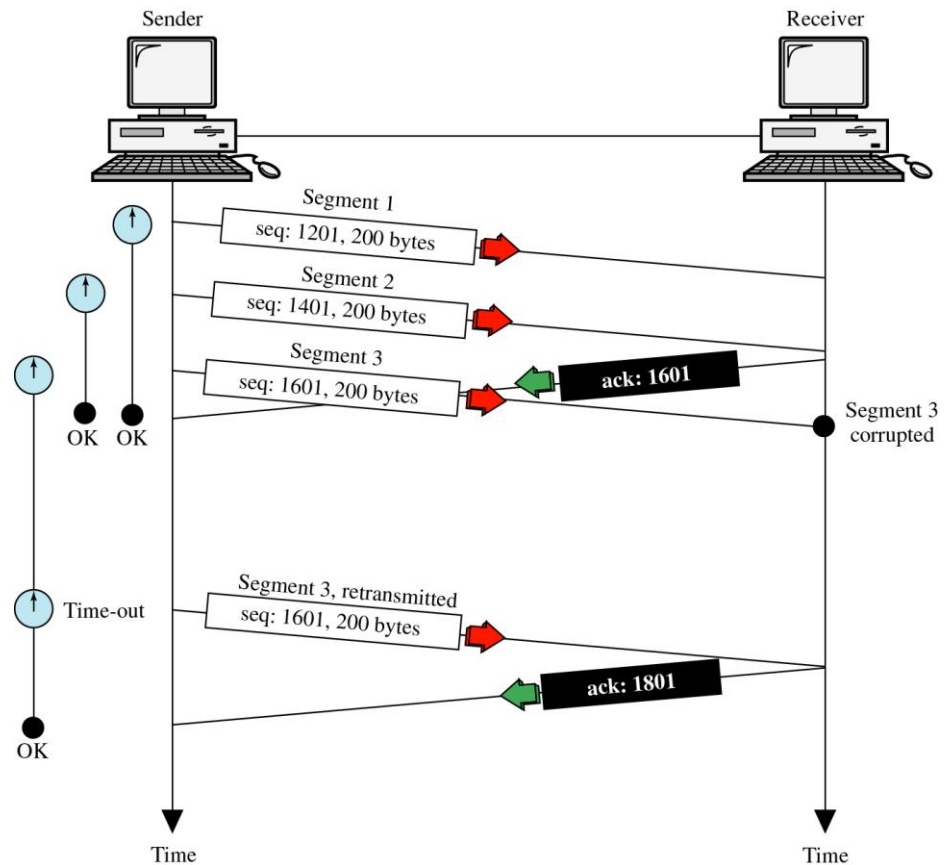 Sender
Receiver
Segment 1
seq: 1201, 200 bytes
Segment 2
seq: 1401, 200 bytes
Segment 3
ack: 1601
seq: 1601, 200 bytes
OK
OK
Segment 3
corrupted
Segment 3, retransmitted
seq: 1601, 200 bytes
Time-out
ack: 1801
OK
Time
Time